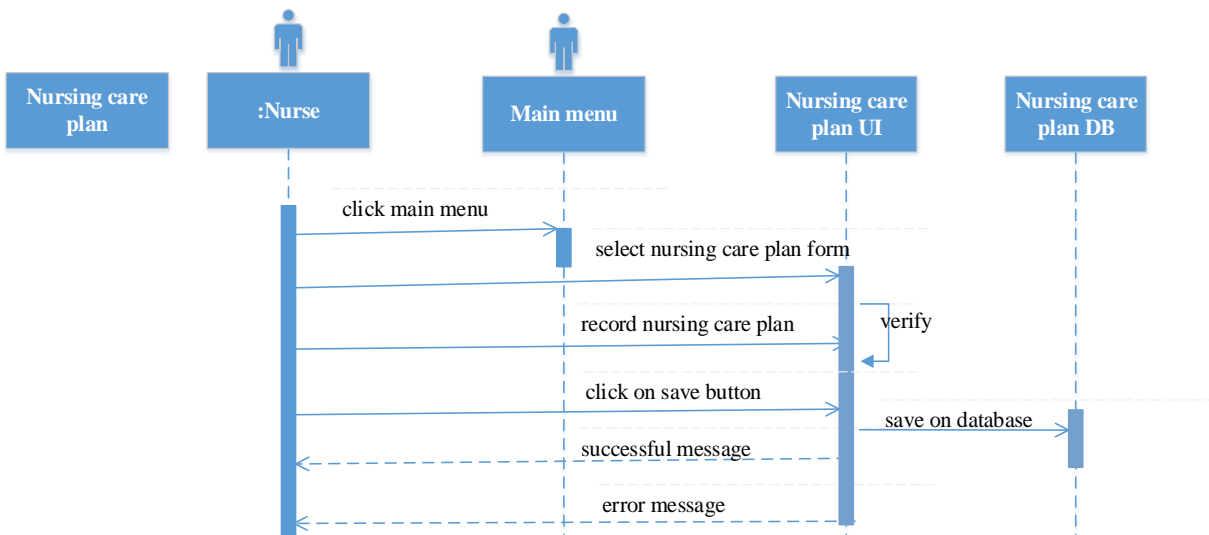 Nursing care
plan
:Nurse
Main menu
Nursing care
plan UI
Nursing care
plan DB
click main menu
select nursing care plan form
record nursing care plan
verify
click on save button
save on database
successful message
error message